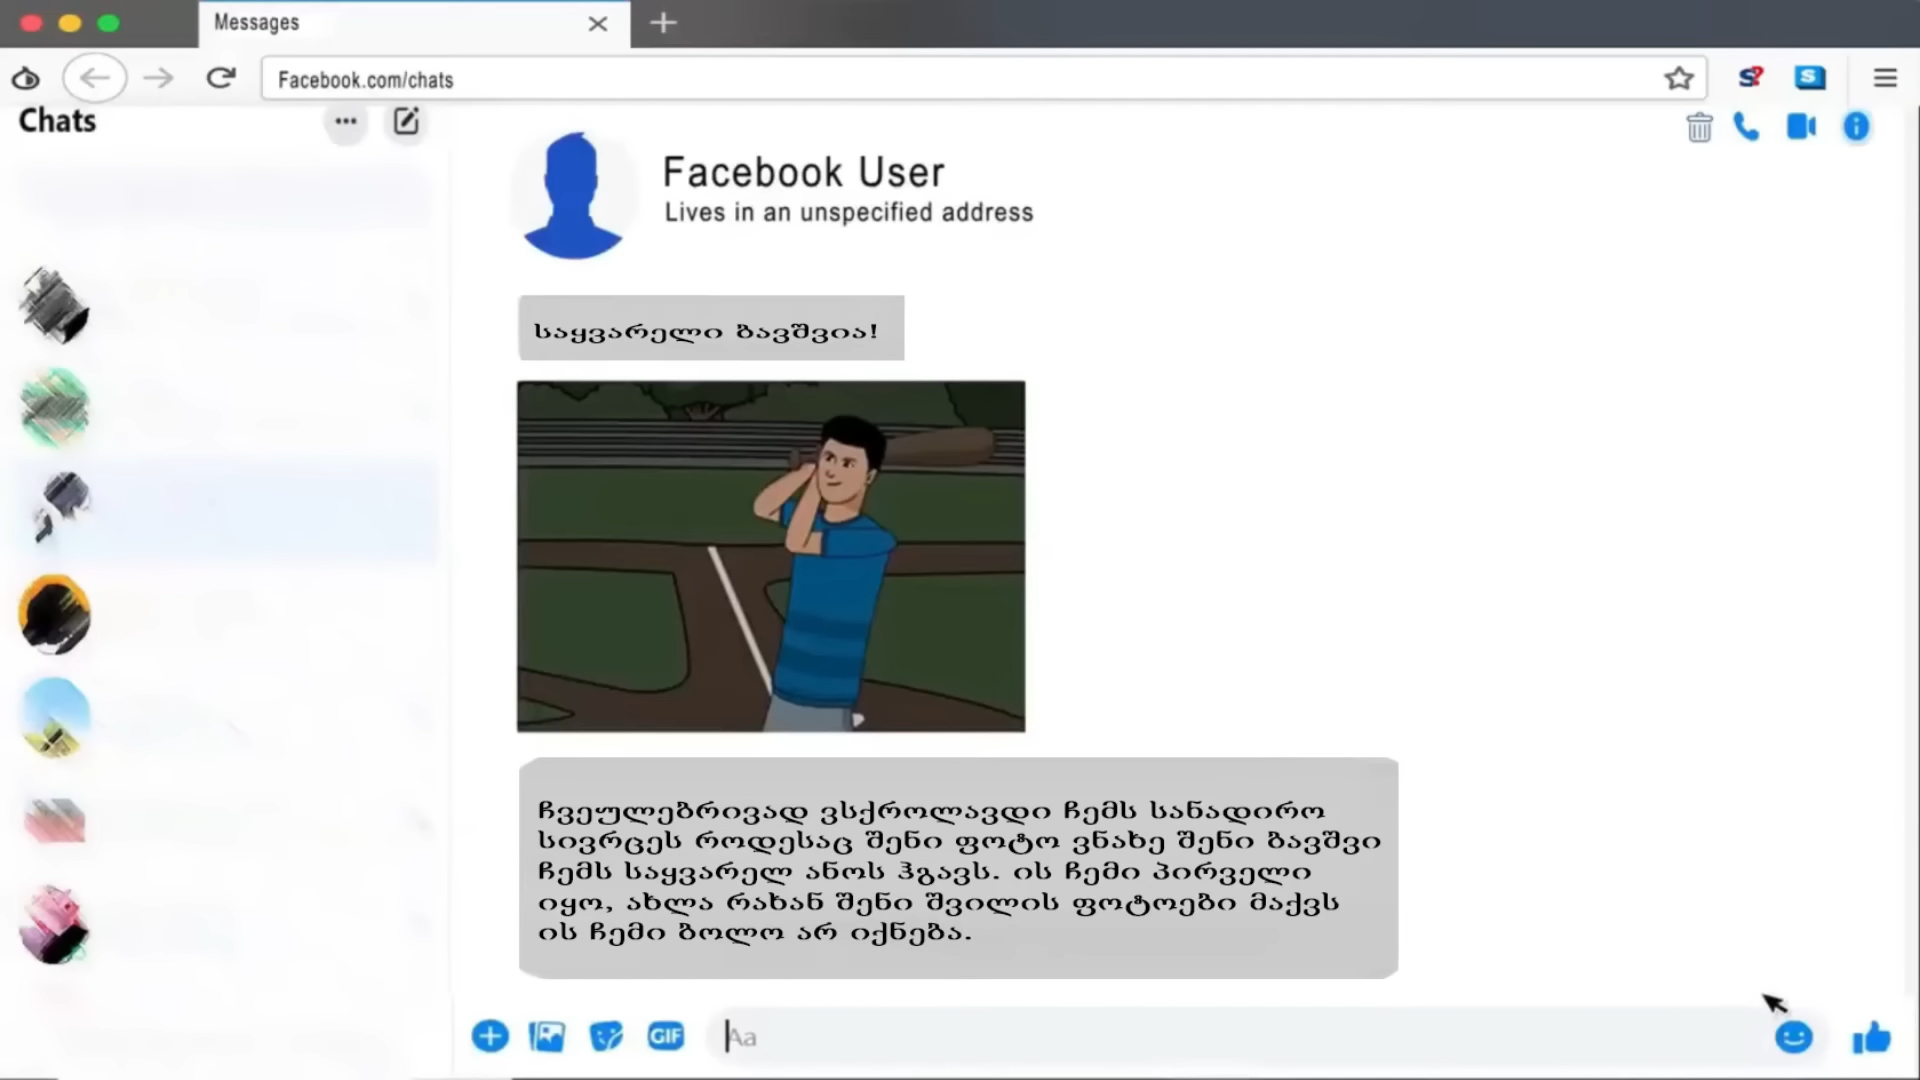 Messages
Facebook.com/chats
Chats
Facebook User
Lives in an unspecified address
საყვარელი ბავშვია!
ჩვეულებრივად ვსქროლავდი ჩემს სანადირო
სივრცეს როდესაც შენი ფოტო ვნახე შენი ბავშვი
ჩემს საყვარელ ანოს ჰგავს. ის ჩემი პირველი
იყო, ახლა რახან შენი შვილის ფოტოები მაქვს
ის ჩემი ბოლო არ იქნება.
GIF
Aa